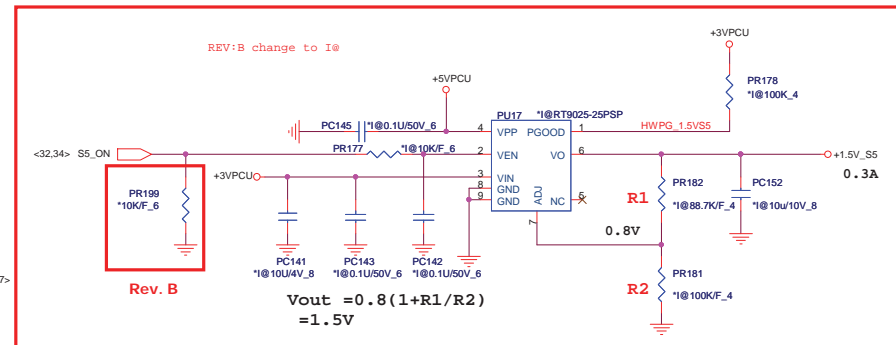 REV:B change to I@
+3VPCU
+5VPCU
PR178
*I@100K_4
PU17
*I@RT9025-25PSP
PC145
*I@0.1U/50V_6
4
VPP
PGOOD
1
HWPG_1.5VS5
PR177
*I@10K/F_6
<32,34>
S5_ON
2
VEN
VO
6
+1.5V_S5
0.3A
+3VPCU
3
VIN
8
GND
9
GND
ADJ
NC
5
7
PR199
*10K/F_6
R1
PR182
*I@88.7K/F_4
PC152
*I@10u/10V_8
0.8V
PC141
*I@10U/4V_8
PC143
*I@0.1U/50V_6
PC142
*I@0.1U/50V_6
R2
PR181
*I@100K/F_4
7>
Rev. B
Vout =0.8(1+R1/R2)
=1.5V